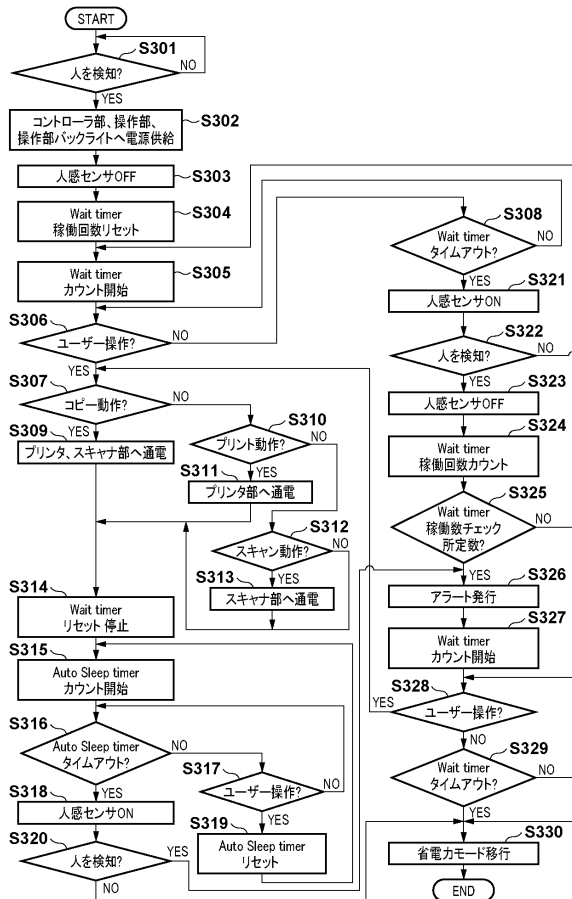 START
S301
人を検知?
NO
YES
コントローラ部、操作部、
操作部バックライトへ電源供給
S302
人感センサOFF
S303
Wait timer
稼働回数リセット
S304
Wait timer
カウント開始
S305
S306
ユーザー操作?
NO
YES
S307
コピー動作?
NO
YES
S309
プリンタ、スキャナ部へ通電
S310
プリント動作?
NO
YES
S311
プリンタ部へ通電
S312
スキャン動作?
NO
YES
S313
スキャナ部へ通電
S314
Wait timer
リセット 停止
S315
Auto Sleep timer
カウント開始
S316
Auto Sleep timer
タイムアウト?
NO
YES
S317
ユーザー操作?
NO
YES
S318
人感センサON
S319
Auto Sleep timer
リセット
S320
人を検知?
YES
NO
S308
Wait timer
タイムアウト?
NO
YES
S321
人感センサON
S322
人を検知?
NO
YES
S323
人感センサOFF
S324
Wait timer
稼働回数カウント
S325
Wait timer
稼働数チェック
所定数?
NO
YES
S326
アラート発行
S327
Wait timer
カウント開始
S328
YES
ユーザー操作?
NO
S329
Wait timer
タイムアウト?
NO
YES
S330
省電力モード移行
END